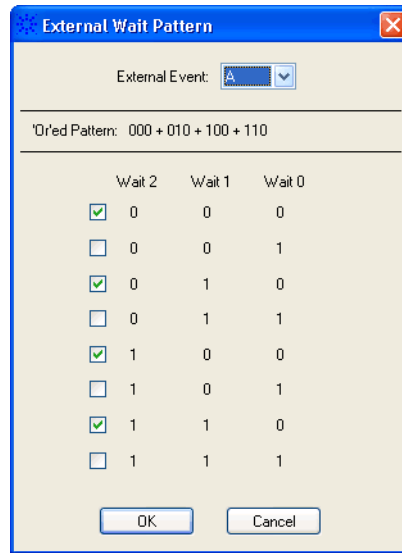 External Wait Pattern
External Event: A
'Or'ed Pattern: 000 + 010 + 100 + 110
Wait 2 Wait 1 Wait 0
0 0 0
0 0 1
0 1 0
0 1 1
1 0 0
1 0 1
1 1 0
1 1 1
OK Cancel